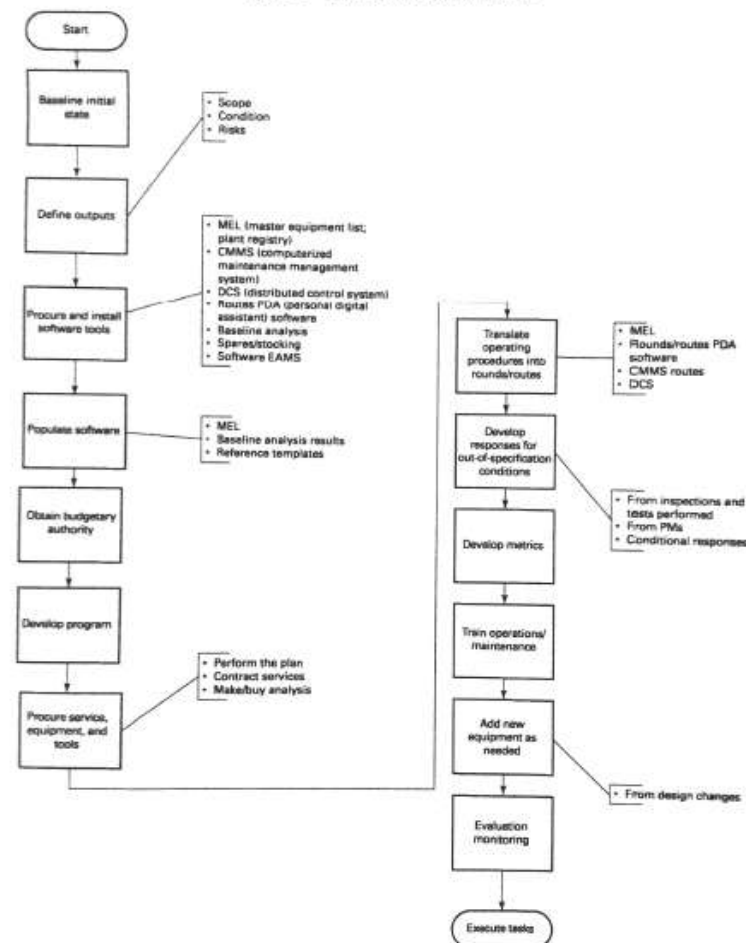 Start
Baseline initial
state
• Scope
• Condition
• Risks
Define outputs
• MEL (master equipment list;
plant registry)
• CMMS (computerized
maintenance management
system)
• DCS (distributed control system)
• Routes PDA (personal digital
assistant) software
• Baseline analysis
• Spares/stocking
• Software EAMS
Procure and install
software tools
Populate software
• MEL
• Baseline analysis results
• Reference templates
Obtain budgetary
authority
Develop program
• Perform the plan
• Contract services
• Make/buy analysis
Procure service,
equipment, and
tools
Translate
operating
procedures into
rounds/routes
• MEL
• Rounds/routes PDA
software
• CMMS routes
• DCS
Develop
responses for
out-of-specification
conditions
• From inspections and
tests performed
• From PMs
• Conditional responses
Develop metrics
Train operations/
maintenance
Add new
equipment as
needed
• From design changes
Evaluation
monitoring
Execute tasks